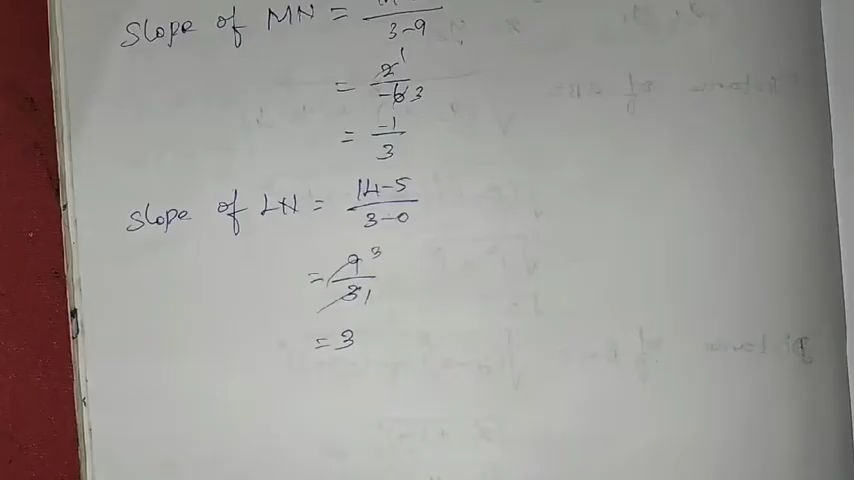 Slope of MN =
3-9
= 2 1
-6 3
= -1
3
Slope of LN = 14-5
3-0
= 9 3
3 1
= 3